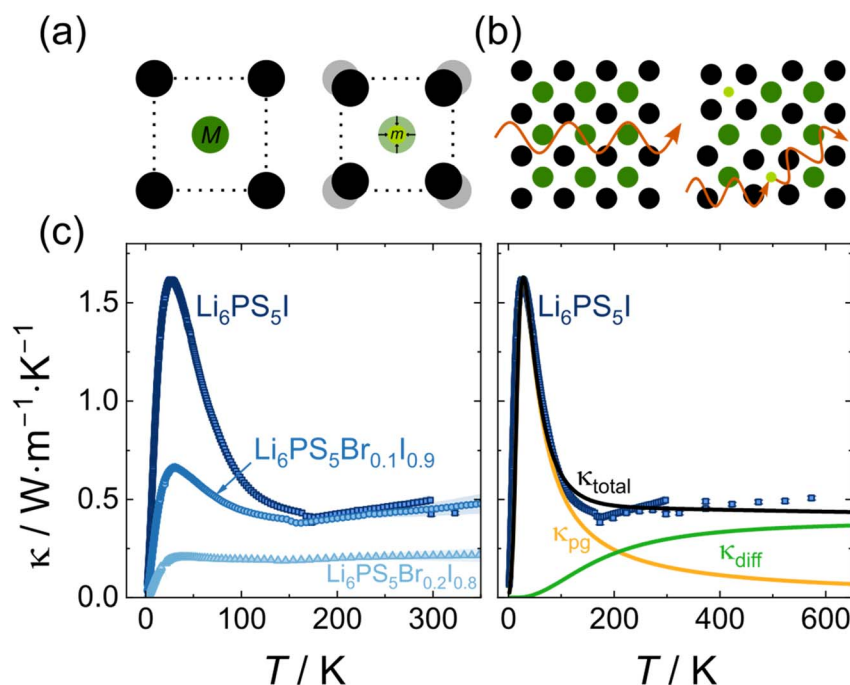 (a)
(b)
M
m
(c)
κ / W·m⁻¹·K⁻¹
1.5
1.0
0.5
0.0
Li₆PS₅I
Li₆PS₅Br₀.₁I₀.₉
Li₆PS₅Br₀.₂I₀.₈
0 100 200 300
T / K
Li₆PS₅I
κtotal
κpg
κdiff
0 200 400 600
T / K